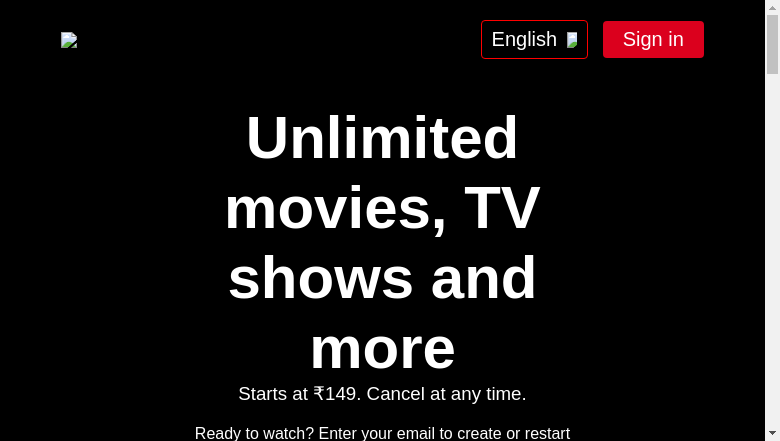 English
Sign in
Unlimited
movies, TV
shows and
more
Starts at ₹149. Cancel at any time.
Ready to watch? Enter your email to create or restart